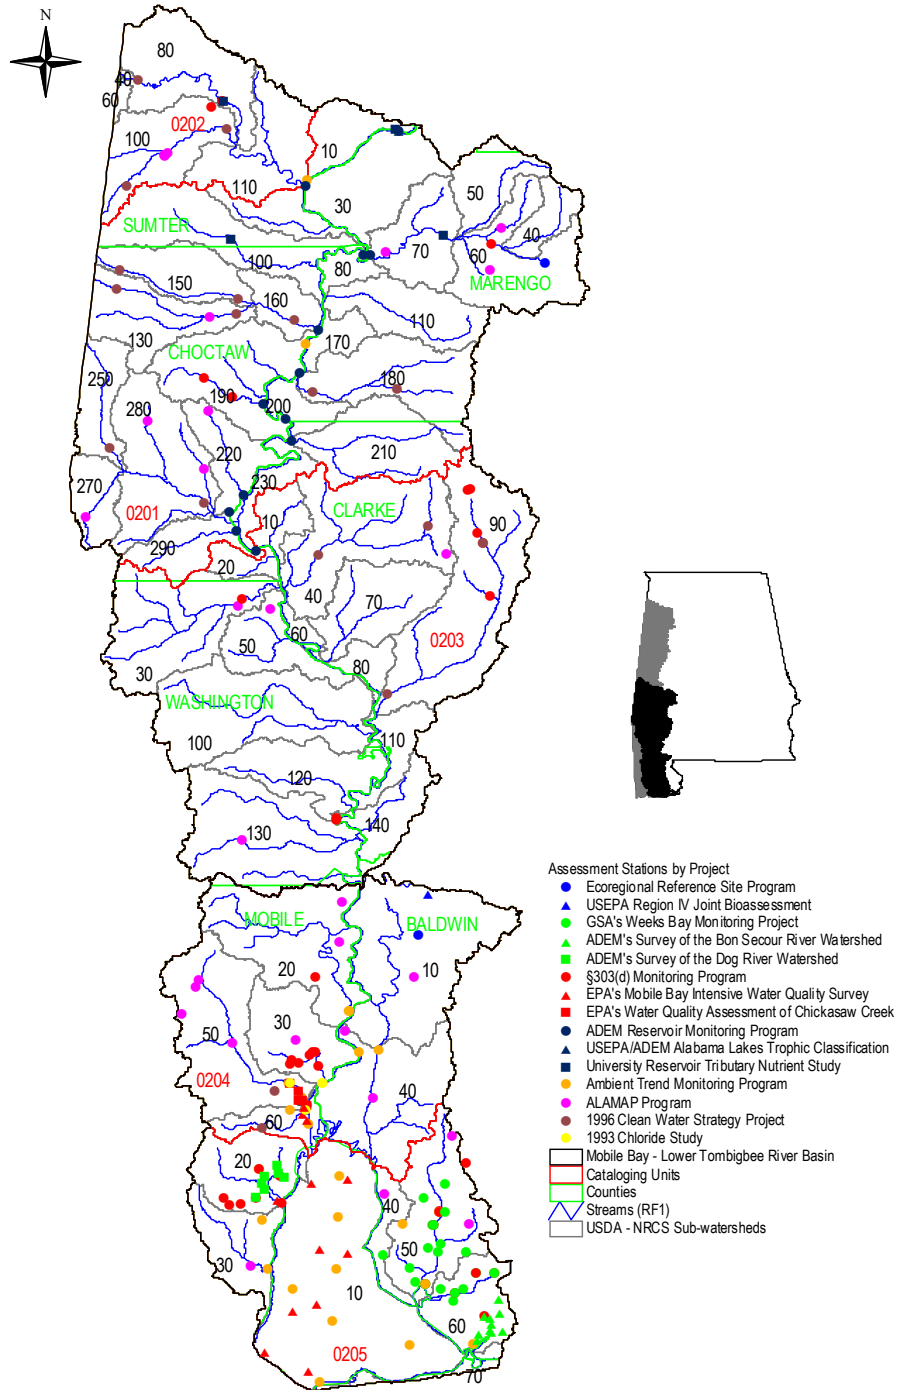 N
80
40
60
0202
100
10
110
30
50
SUMTER
40
70
60
100
80
MARENGO
150
160
110
130
170
CHOCTAW
250
180
190
280
200
210
220
270
230
CLARKE
0201
10
90
290
20
40
70
60
50
0203
80
30
WASHINGTON
110
100
120
140
130
MOBILE
BALDWIN
20
10
30
50
0204
40
60
20
40
50
30
10
60
0205
70
Assessment Stations by Project
Ecoregional Reference Site Program
USEPA Region IV Joint Bioassessment
GSA's Weeks Bay Monitoring Project
ADEM's Survey of the Bon Secour River Watershed
ADEM's Survey of the Dog River Watershed
§303(d) Monitoring Program
EPA's Mobile Bay Intensive Water Quality Survey
EPA's Water Quality Assessment of Chickasaw Creek
ADEM Reservoir Monitoring Program
USEPA/ADEM Alabama Lakes Trophic Classification
University Reservoir Tributary Nutrient Study
Ambient Trend Monitoring Program
ALAMAP Program
1996 Clean Water Strategy Project
1993 Chloride Study
Mobile Bay - Lower Tombigbee River Basin
Cataloging Units
Counties
Streams (RF1)
USDA - NRCS Sub-watersheds